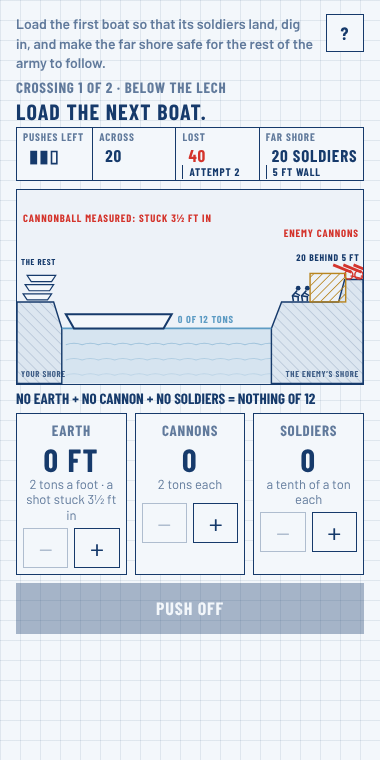 Load the first boat so that its soldiers land, dig
in, and make the far shore safe for the rest of the
army to follow.
?
CROSSING 1 OF 2 · BELOW THE LECH
LOAD THE NEXT BOAT.
PUSHES LEFT
ACROSS
20
LOST
40
ATTEMPT 2
FAR SHORE
20 SOLDIERS
5 FT WALL
CANNONBALL MEASURED: STUCK 3½ FT IN
ENEMY CANNONS
THE REST
20 BEHIND 5 FT
0 OF 12 TONS
YOUR SHORE
THE ENEMY'S SHORE
NO EARTH + NO CANNON + NO SOLDIERS = NOTHING OF 12
EARTH
0 FT
2 tons a foot · a
shot stuck 3½ ft
in
− +
CANNONS
0
2 tons each
− +
SOLDIERS
0
a tenth of a ton
each
− +
PUSH OFF